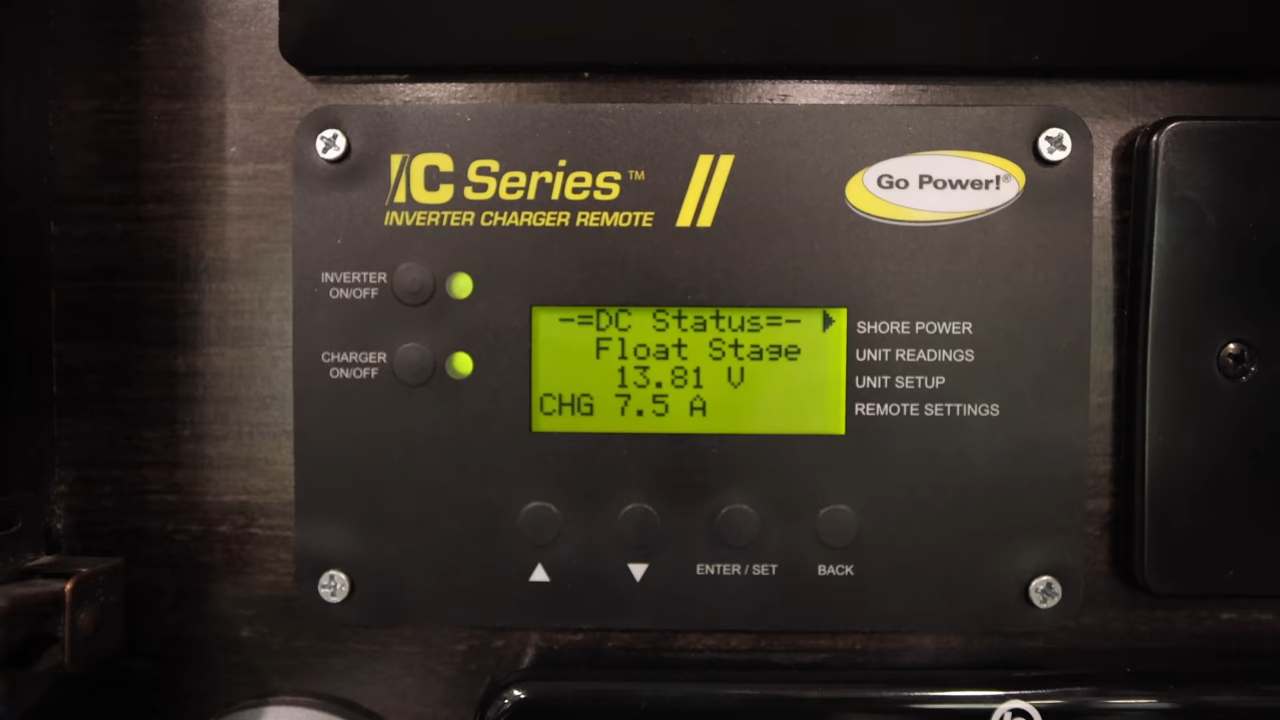 IC Series™
INVERTER CHARGER REMOTE
Go Power!®
INVERTER
ON/OFF
CHARGER
ON/OFF
-=DC Status=-
Float Stage
13.81 V
CHG 7.5 A
SHORE POWER
UNIT READINGS
UNIT SETUP
REMOTE SETTINGS
ENTER / SET
BACK